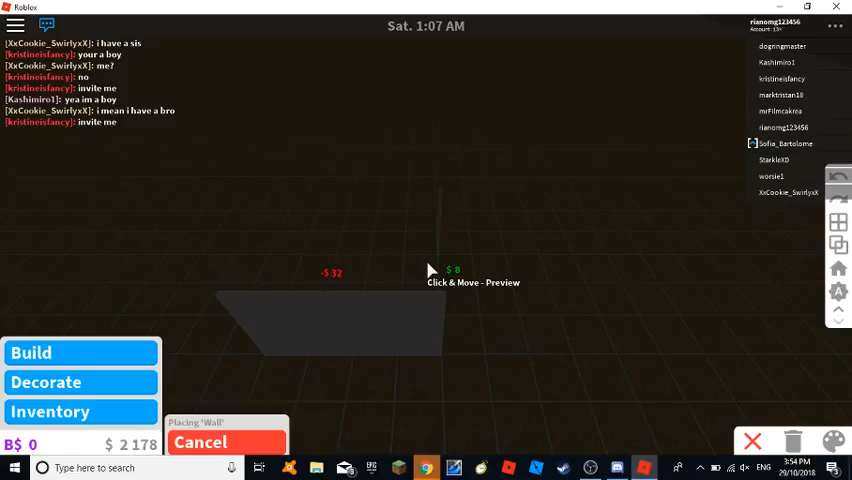 Roblox
Sat. 1:07 AM
rianomg123456
Account: 13+
[XxCookie_SwirlyxX]: i have a sis
[kristineisfancy]: your a boy
[XxCookie_SwirlyxX]: me?
[kristineisfancy]: no
[kristineisfancy]: invite me
[Kashimiro1]: yea im a boy
[XxCookie_SwirlyxX]: i mean i have a bro
[kristineisfancy]: invite me
dogringmaster
Kashimiro1
kristineisfancy
marktristan18
mrFilmcakrea
rianomg123456
Sofia_Bartolome
StarkleXD
worsie1
XxCookie_SwirlyxX
-$ 32
$ 8
Click & Move - Preview
Build
Decorate
Inventory
B$ 0
$ 2 178
Placing 'Wall'
Cancel
Type here to search
EPIC
GAMES
ENG
3:54 PM
29/10/2018
3